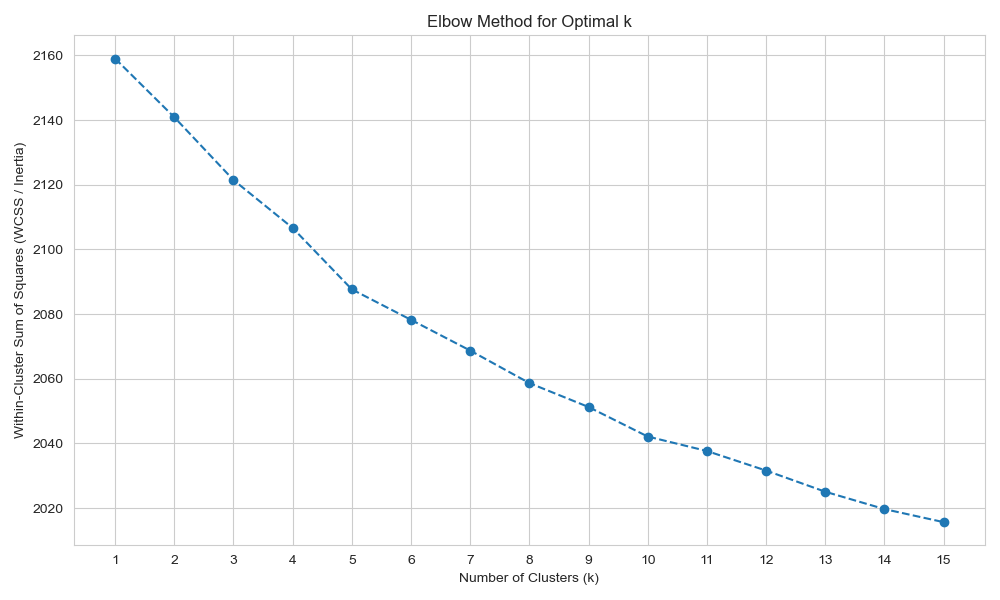 Elbow Method for Optimal k
Within-Cluster Sum of Squares (WCSS / Inertia)
2160
2140
2120
2100
2080
2060
2040
2020
1 2 3 4 5 6 7 8 9 10 11 12 13 14 15
Number of Clusters (k)